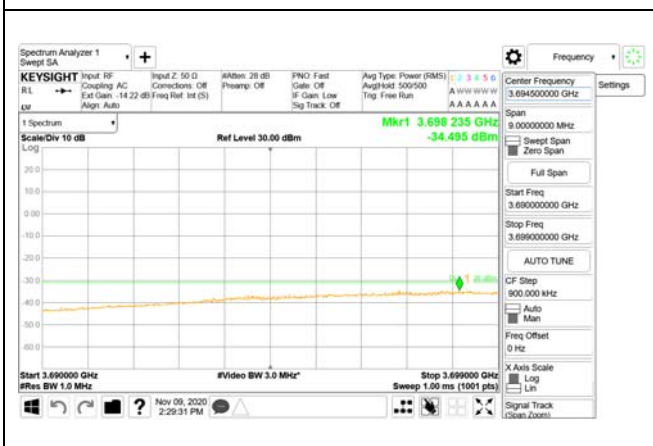 Spectrum Analyzer 1
Swept SA
+
Frequency
KEYSIGHT
RL
Input: RF
Coupling: AC
Ext Gain: -14.22 dB
Align: Auto
Input Z: 50 Ω
Corrections: Off
Freq Ref: Int (S)
#Atten: 28 dB
Preamp: Off
PNO: Fast
Gate: Off
IF Gain: Low
Sig Track: Off
Avg Type: Power (RMS)
Avg|Hold: 500/500
Trig: Free Run
1 2 3 4 5 6
A W W W W W
A A A A A A
1 Spectrum
Scale/Div 10 dB
Log
Ref Level 30.00 dBm
Mkr1 3.698 235 GHz
-34.495 dBm
20.0
10.0
0.00
-10.0
-20.0
-30.0
-40.0
-50.0
-60.0
1
Start 3.690000 GHz
#Res BW 1.0 MHz
#Video BW 3.0 MHz*
Stop 3.699000 GHz
Sweep 1.00 ms (1001 pts)
Nov 09, 2020
2:29:31 PM
Center Frequency
3.694500000 GHz
Settings
Span
9.00000000 MHz
Swept Span
Zero Span
Full Span
Start Freq
3.690000000 GHz
Stop Freq
3.699000000 GHz
AUTO TUNE
CF Step
900.000 kHz
Auto
Man
Freq Offset
0 Hz
X Axis Scale
Log
Lin
Signal Track
(Span Zoom)